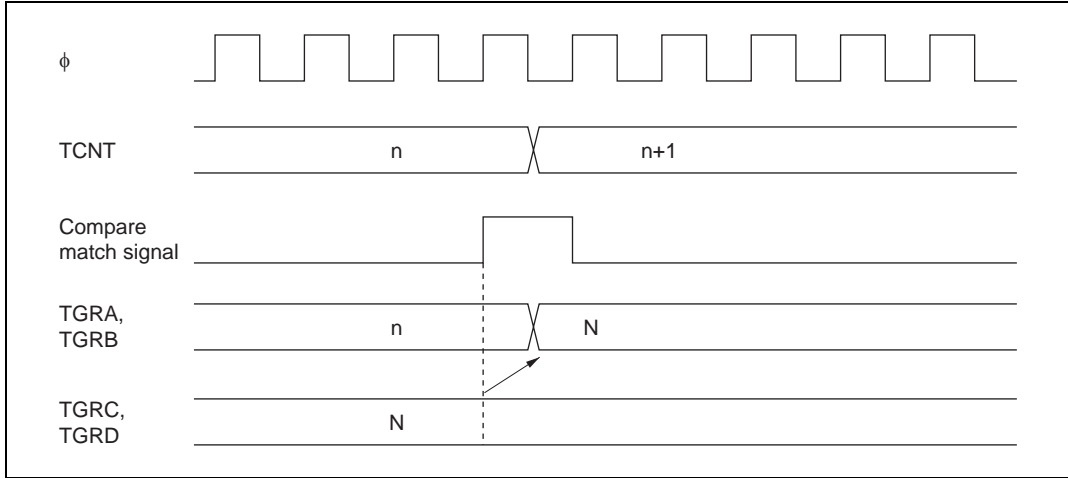 ϕ
TCNT n n+1
Compare
match signal
TGRA,
TGRB
n N
TGRC,
TGRD
N